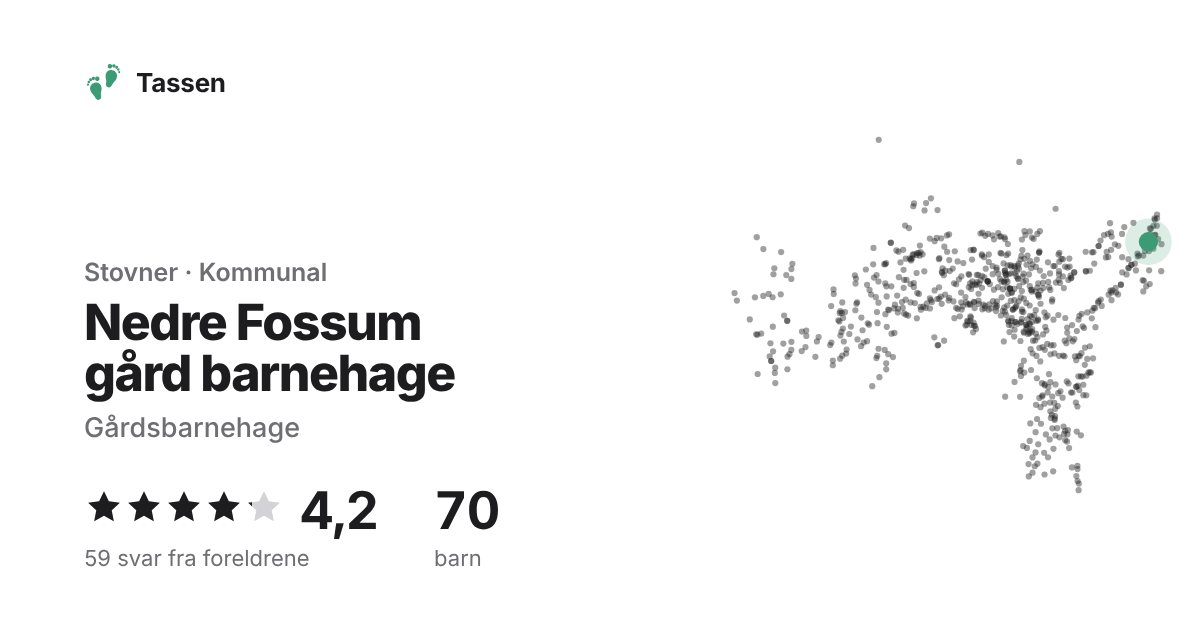 Tassen
Stovner · Kommunal
Nedre Fossum
gård barnehage
Gårdsbarnehage
4,2
59 svar fra foreldrene
70
barn